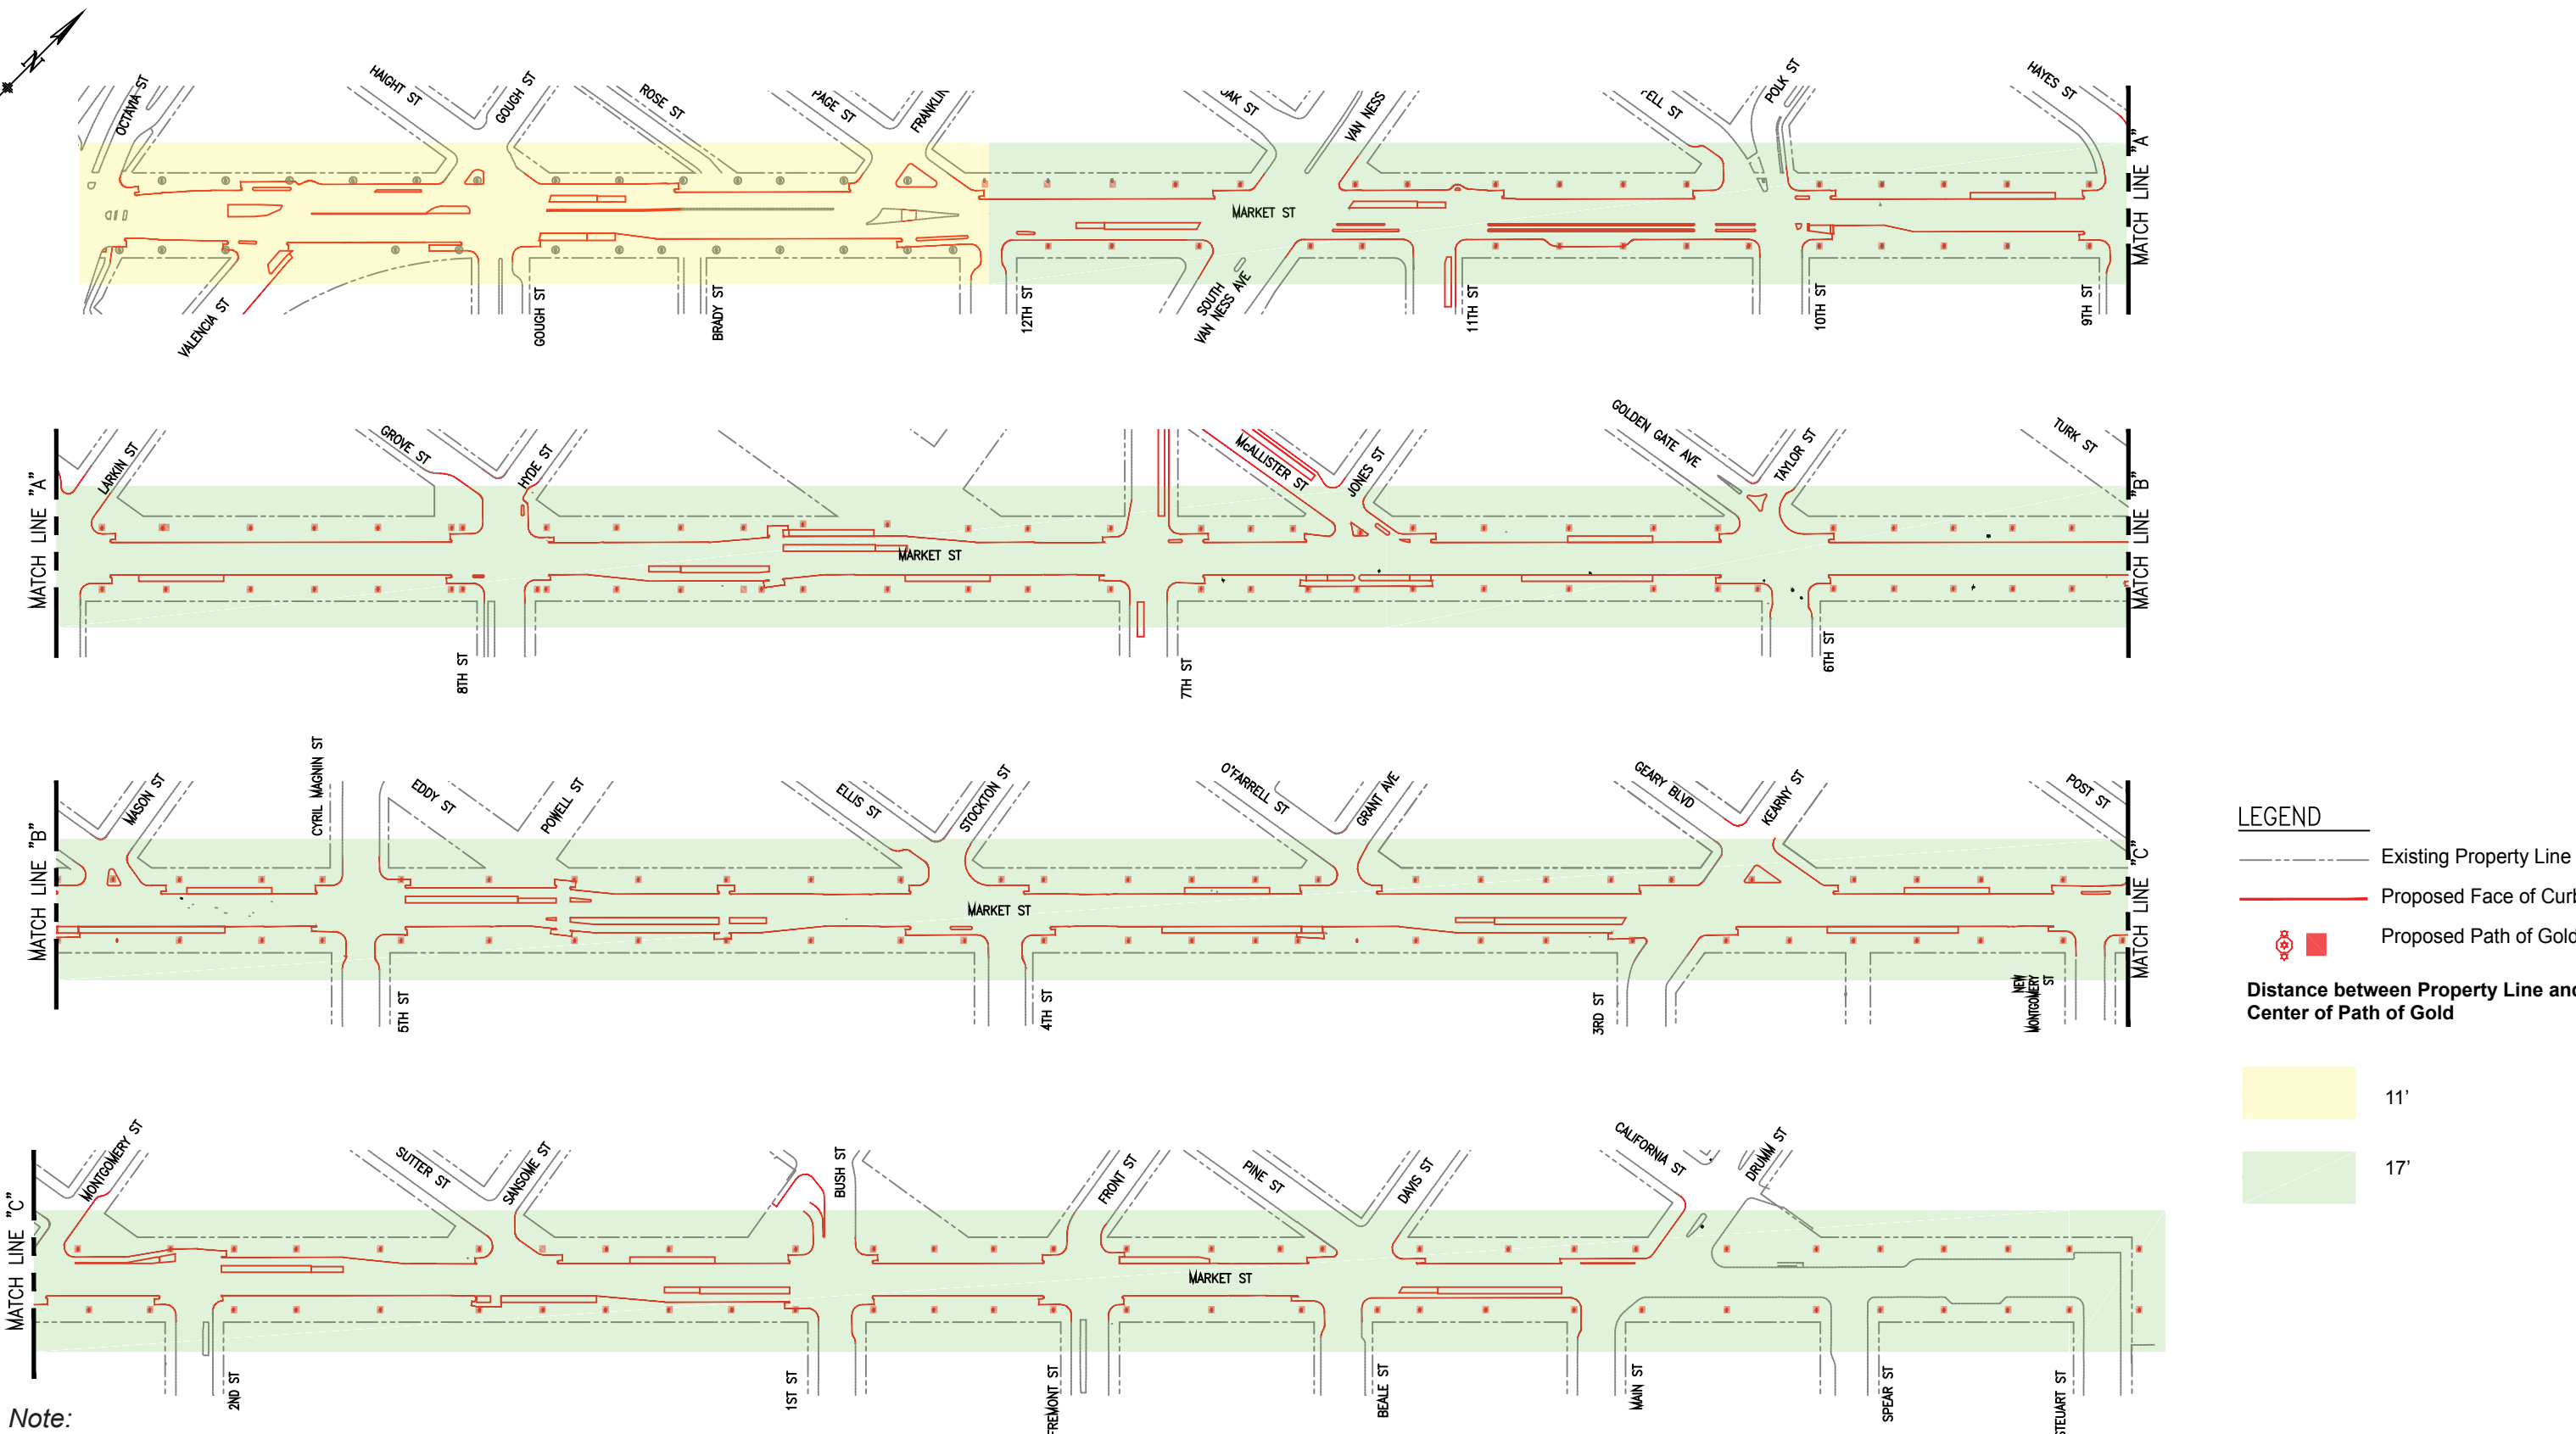 N
OCTAVIA ST
HAIGHT ST
GOUGH ST
ROSE ST
PAGE ST
FRANKLIN
OAK ST
VAN NESS
FELL ST
POLK ST
HAYES ST
MATCH LINE "A"
MARKET ST
VALENCIA ST
GOUGH ST
BRADY ST
12TH ST
SOUTH
VAN NESS AVE
11TH ST
10TH ST
9TH ST
MATCH LINE "A"
LARKIN ST
GROVE ST
HYDE ST
McALLISTER ST
JONES ST
GOLDEN GATE AVE
TAYLOR ST
TURK ST
MATCH LINE "B"
MARKET ST
8TH ST
7TH ST
6TH ST
MATCH LINE "B"
MASON ST
CYRIL MAGNIN ST
EDDY ST
POWELL ST
ELLIS ST
STOCKTON ST
O'FARRELL ST
GRANT AVE
GEARY BLVD
KEARNY ST
POST ST
MATCH LINE "C"
MARKET ST
5TH ST
4TH ST
3RD ST
NEW
MONTGOMERY
ST
LEGEND
Existing Property Line
Proposed Face of Curb
Proposed Path of Gold
Distance between Property Line and
Center of Path of Gold
11'
17'
MATCH LINE "C"
MONTGOMERY ST
SUTTER ST
SANSOME ST
BUSH ST
FRONT ST
PINE ST
DAVIS ST
CALIFORNIA ST
DRUMM ST
MARKET ST
2ND ST
1ST ST
FREMONT ST
BEALE ST
MAIN ST
SPEAR ST
STEUART ST
Note: